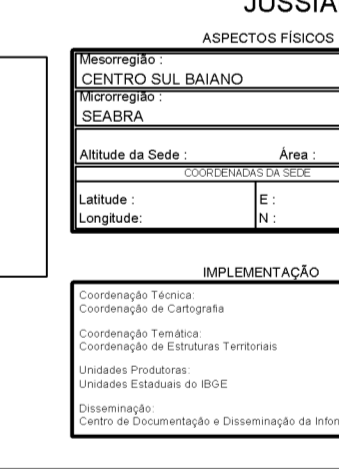 JUSSIA
ASPECTOS FÍSICOS
Mesorregião :
CENTRO SUL BAIANO
Microrregião :
SEABRA
Altitude da Sede : Área :
COORDENADAS DA SEDE
Latitude : E :
Longitude: N :
IMPLEMENTAÇÃO
Coordenação Técnica:
Coordenação de Cartografia
Coordenação Temática:
Coordenação de Estruturas Territoriais
Unidades Produtoras:
Unidades Estaduais do IBGE
Disseminação:
Centro de Documentação e Disseminação da Infor